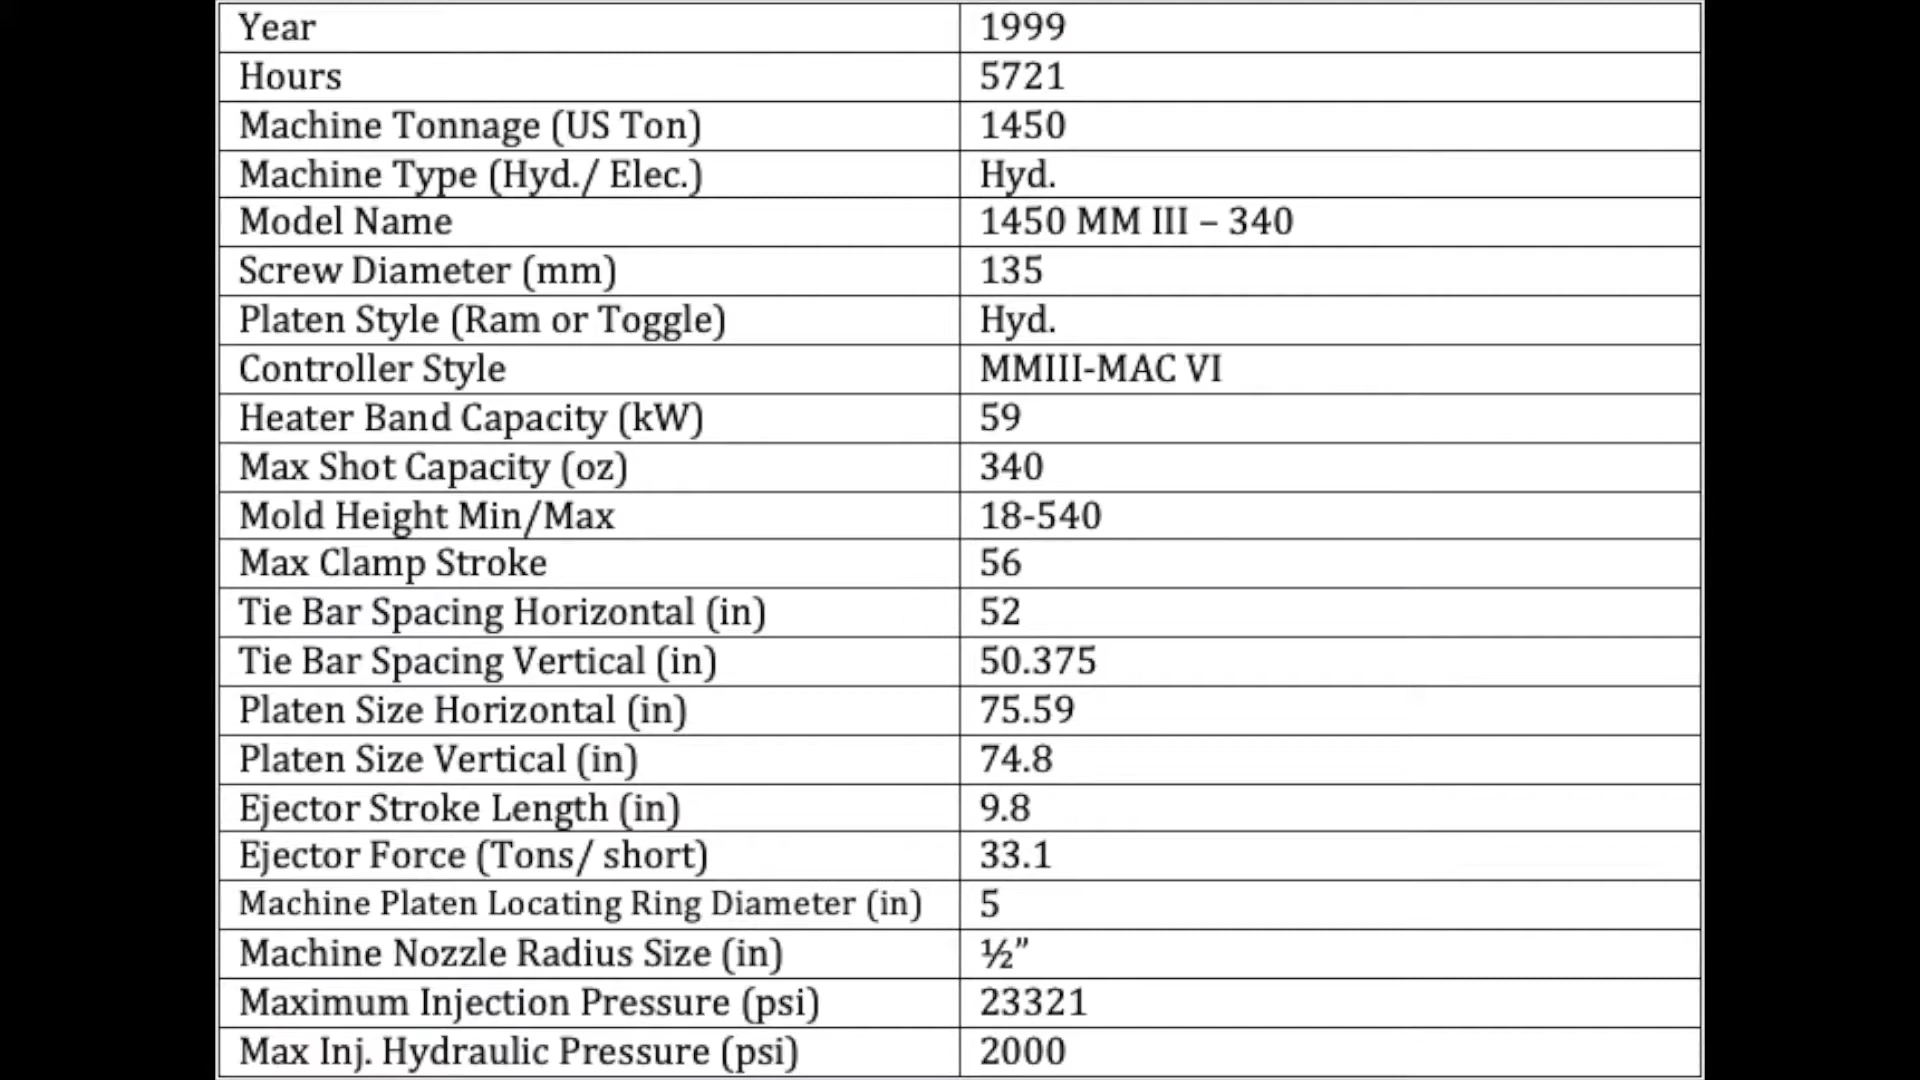 Year 1999
Hours 5721
Machine Tonnage (US Ton) 1450
Machine Type (Hyd./ Elec.) Hyd.
Model Name 1450 MM III – 340
Screw Diameter (mm) 135
Platen Style (Ram or Toggle) Hyd.
Controller Style MMIII-MAC VI
Heater Band Capacity (kW) 59
Max Shot Capacity (oz) 340
Mold Height Min/Max 18-540
Max Clamp Stroke 56
Tie Bar Spacing Horizontal (in) 52
Tie Bar Spacing Vertical (in) 50.375
Platen Size Horizontal (in) 75.59
Platen Size Vertical (in) 74.8
Ejector Stroke Length (in) 9.8
Ejector Force (Tons/ short) 33.1
Machine Platen Locating Ring Diameter (in) 5
Machine Nozzle Radius Size (in) ½”
Maximum Injection Pressure (psi) 23321
Max Inj. Hydraulic Pressure (psi) 2000